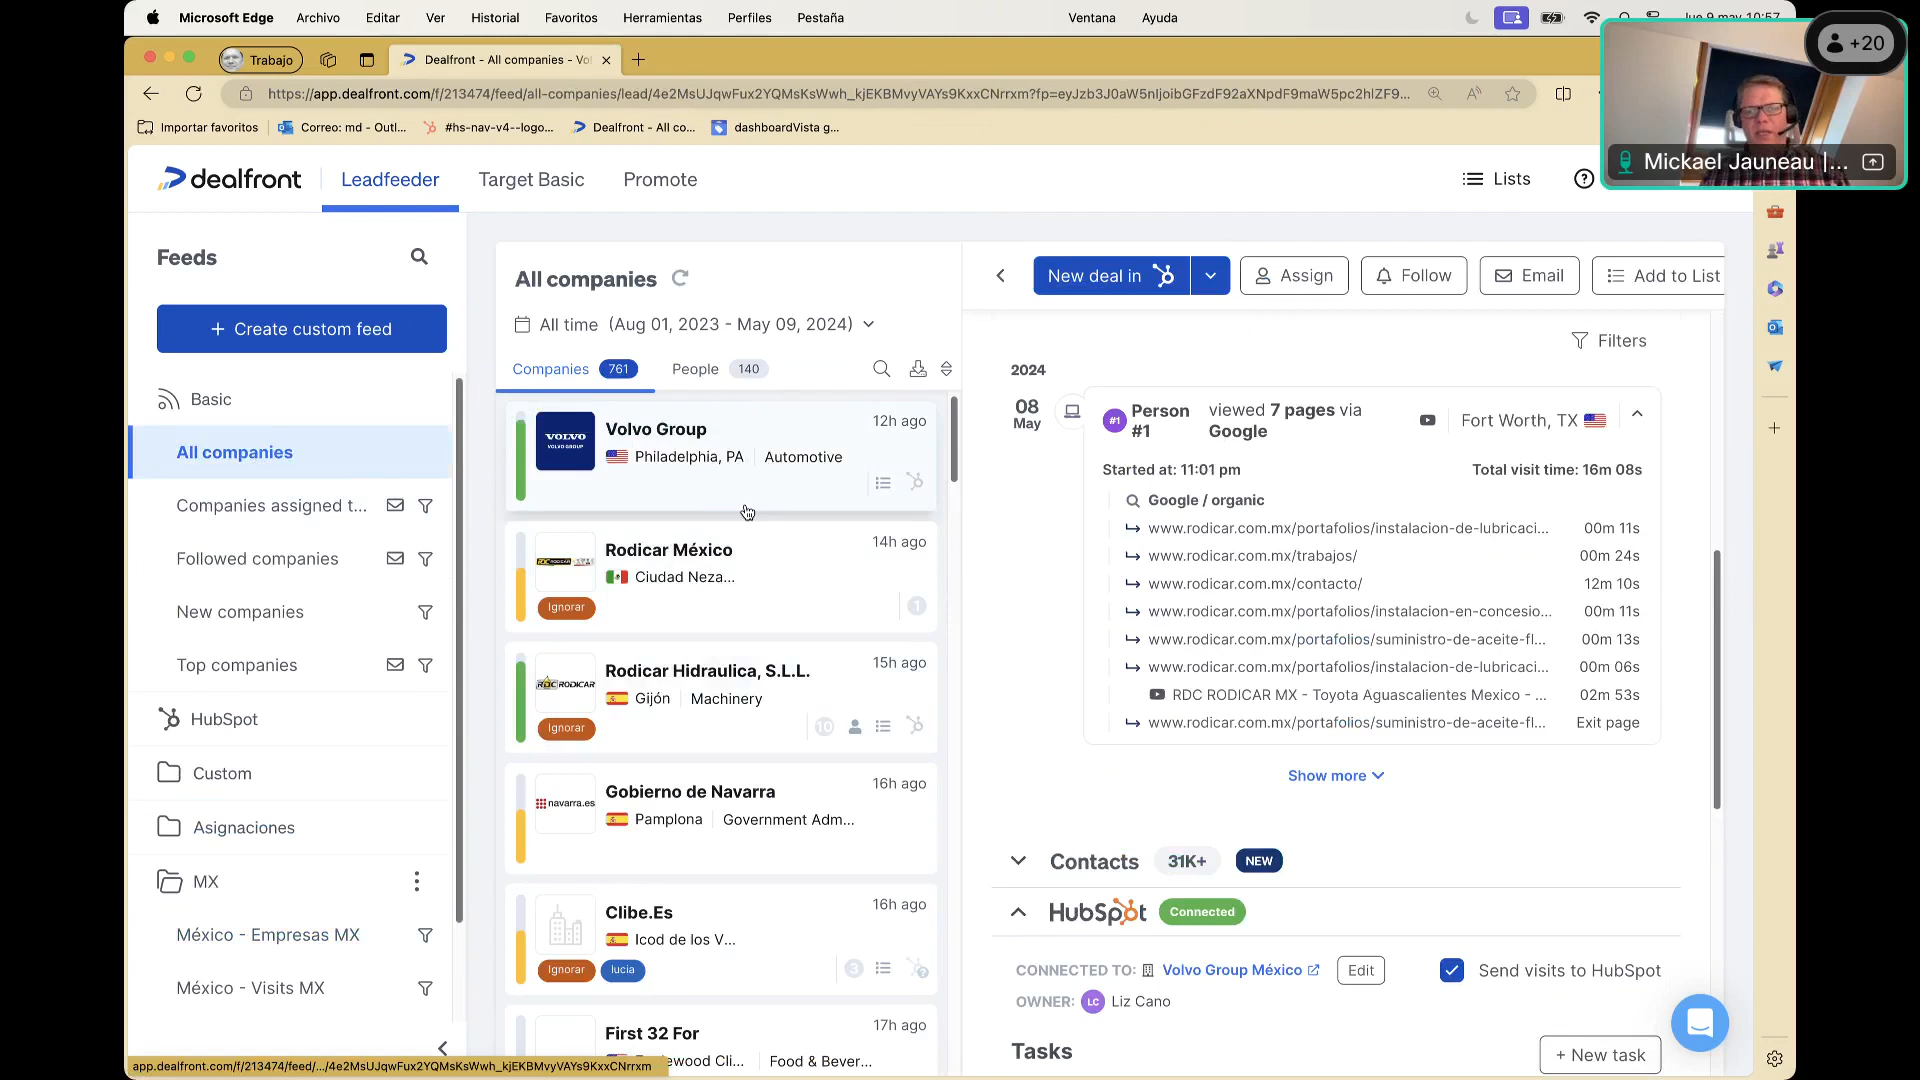 Microsoft Edge Archivo Editar Ver Historial Favoritos Herramientas Perfiles Pestaña Ventana Ayuda
+20
Trabajo
Dealfront - All companies - Vo
https://app.dealfront.com/f/213474/feed/all-companies/lead/4e2MsUJqwFux2YQMsKsWwh_kjEKBMvyVAYs9KxxCNrrxm?fp=eyJzb3J0aW5nIjoibGFzdF92aXNpdF9maW5pc2hlZF9...
Importar favoritos
Correo: md - Outl...
#hs-nav-v4--logo...
Dealfront - All co...
dashboardVista g...
Mickael Jauneau |...
dealfront
Leadfeeder
Target Basic
Promote
Lists
Feeds
Create custom feed
Basic
All companies
Companies assigned t...
Followed companies
New companies
Top companies
HubSpot
Custom
Asignaciones
MX
México - Empresas MX
México - Visits MX
app.dealfront.com/f/213474/feed/.../4e2MsUJqwFux2YQMsKsWwh_kjEKBMvyVAYs9KxxCNrrxm
All companies
All time (Aug 01, 2023 - May 09, 2024)
Companies 761
People 140
VOLVO
VOLVO GROUP
Volvo Group
12h ago
Philadelphia, PA
Automotive
Rodicar México
14h ago
Ciudad Neza...
Ignorar
1
RODICAR
Rodicar Hidraulica, S.L.L.
15h ago
Gijón
Machinery
Ignorar
10
navarra.es
Gobierno de Navarra
16h ago
Pamplona
Government Adm...
Clibe.Es
16h ago
Icod de los V...
Ignorar
lucia
3
First 32 For
17h ago
ewood Cli...
Food & Bever...
New deal in
Assign
Follow
Email
Add to List
Filters
2024
08
May
#1
Person
#1
viewed 7 pages via
Google
Fort Worth, TX
Started at: 11:01 pm
Total visit time: 16m 08s
Google / organic
www.rodicar.com.mx/portafolios/instalacion-de-lubricaci... 00m 11s
www.rodicar.com.mx/trabajos/ 00m 24s
www.rodicar.com.mx/contacto/ 12m 10s
www.rodicar.com.mx/portafolios/instalacion-en-concesio... 00m 11s
www.rodicar.com.mx/portafolios/suministro-de-aceite-fl... 00m 13s
www.rodicar.com.mx/portafolios/instalacion-de-lubricaci... 00m 06s
RDC RODICAR MX - Toyota Aguascalientes Mexico - ... 02m 53s
www.rodicar.com.mx/portafolios/suministro-de-aceite-fl... Exit page
Show more
Contacts 31K+ NEW
HubSpot Connected
CONNECTED TO: Volvo Group México Edit
Send visits to HubSpot
OWNER: LC Liz Cano
Tasks
+ New task